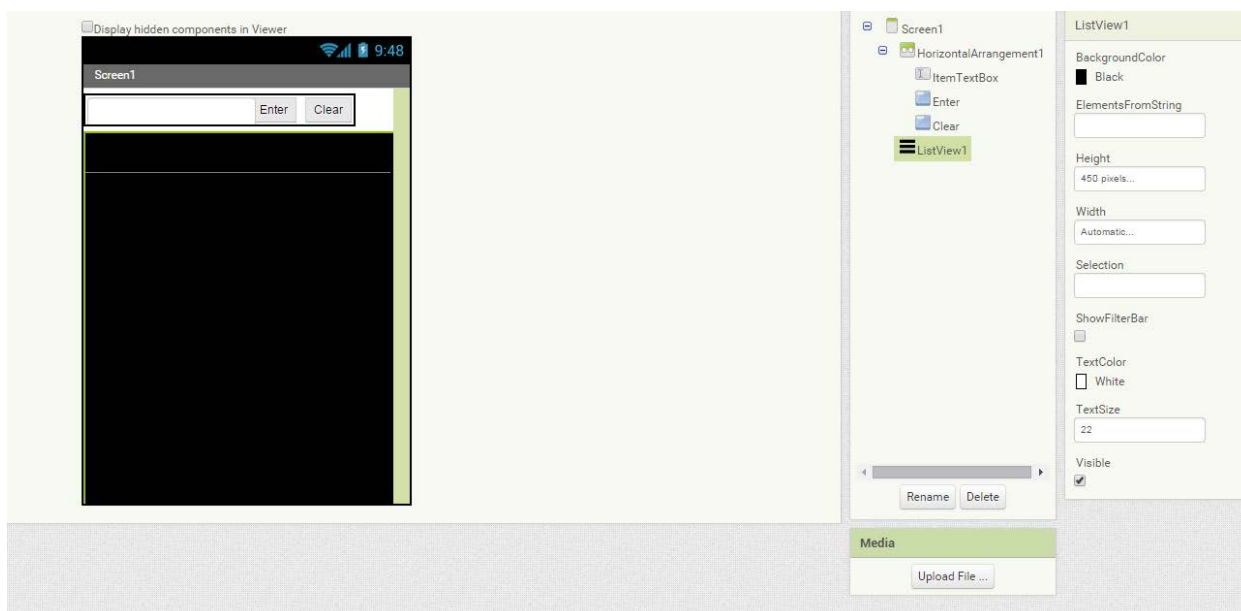 Display hidden components in Viewer
9:48
Screen1
Enter
Clear
Screen1
HorizontalArrangement1
ItemTextBox
Enter
Clear
ListView1
Rename
Delete
Media
Upload File ...
ListView1
BackgroundColor
Black
ElementsFromString
Height
450 pixels...
Width
Automatic...
Selection
ShowFilterBar
TextColor
White
TextSize
22
Visible